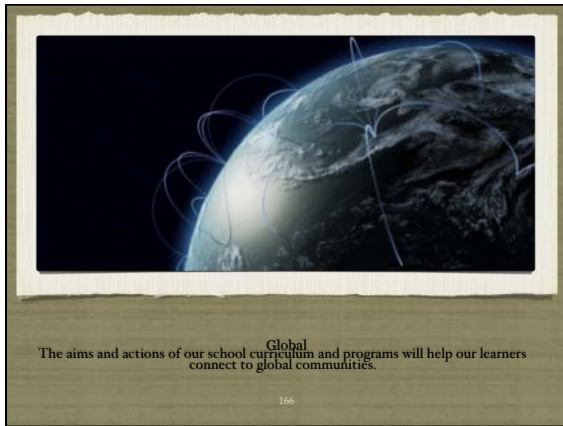 Global
The aims and actions of our school curriculum and programs will help our learners
connect to global communities.
166